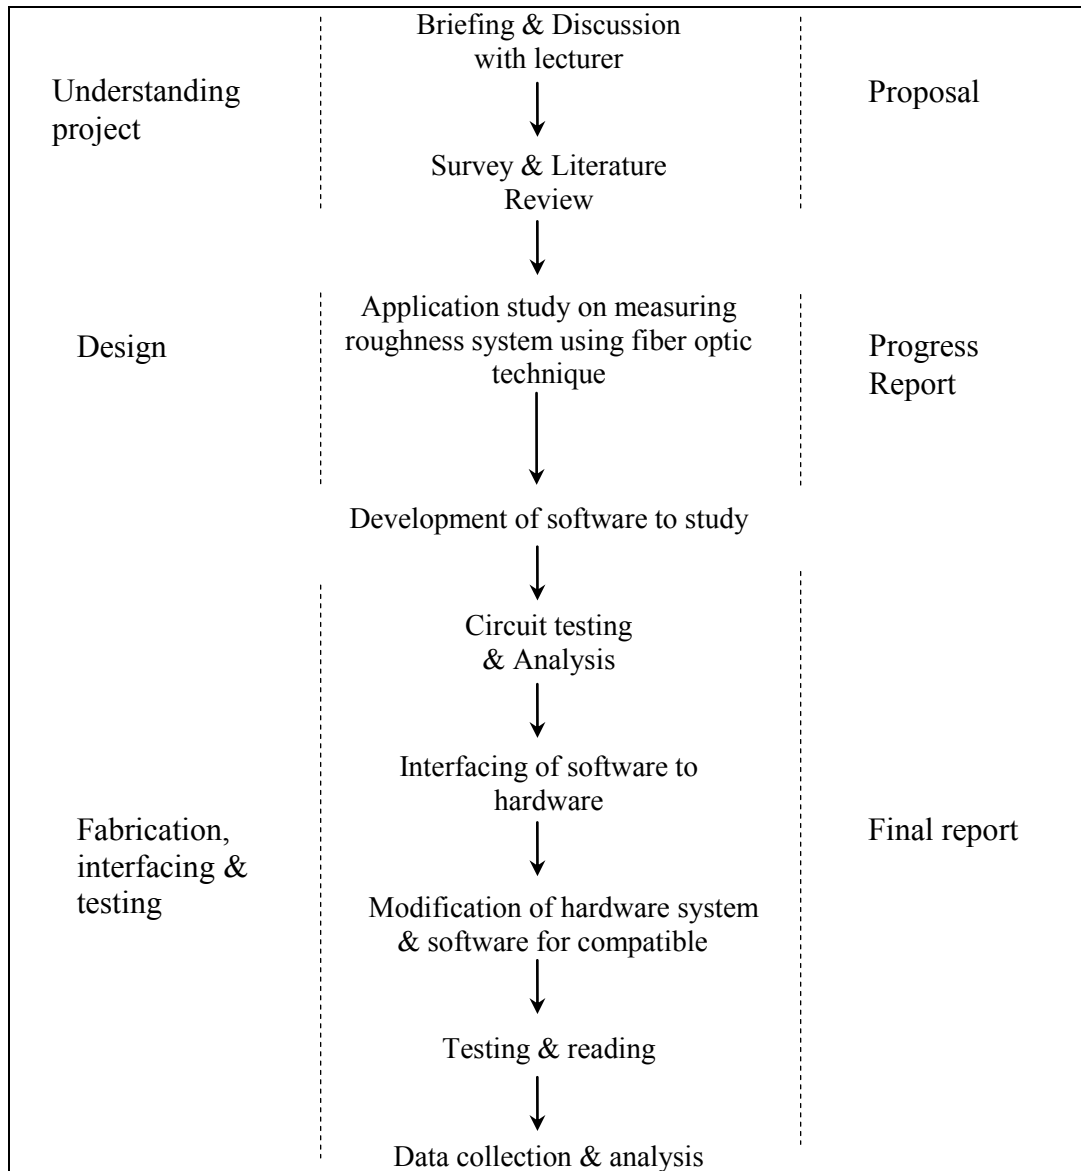 Briefing & Discussion
with lecturer
Understanding
project
Proposal
Survey & Literature
Review
Application study on measuring
roughness system using fiber optic
technique
Design
Progress
Report
Development of software to study
Circuit testing
& Analysis
Interfacing of software to
hardware
Fabrication,
interfacing &
testing
Final report
Modification of hardware system
& software for compatible
Testing & reading
Data collection & analysis